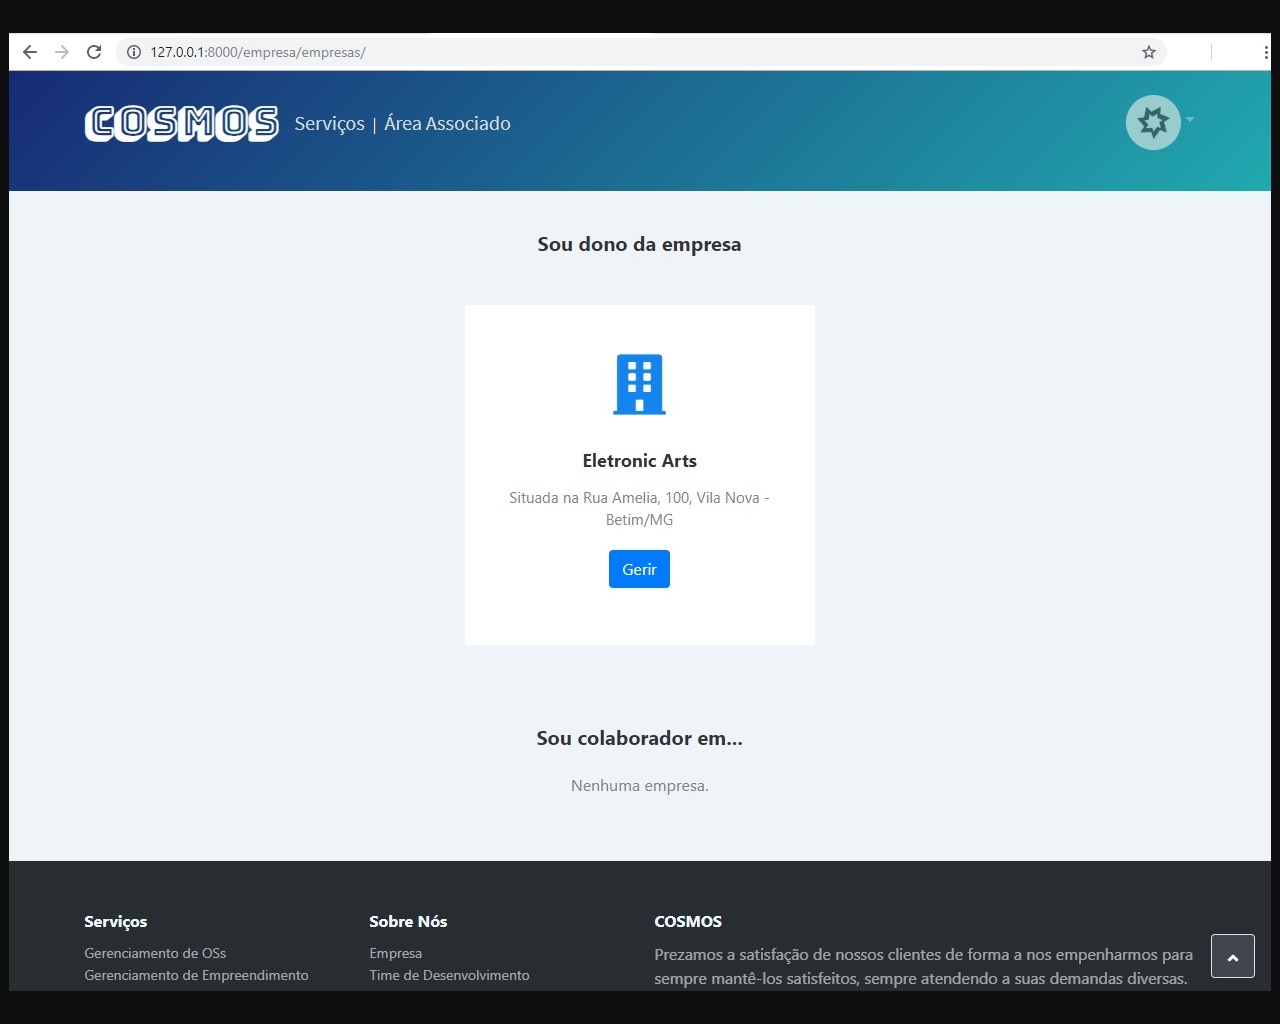 127.0.0.1:8000/empresa/empresas/
COSMOS Serviços | Área Associado
Sou dono da empresa
Eletronic Arts
Situada na Rua Amelia, 100, Vila Nova -
Betim/MG
Gerir
Sou colaborador em...
Nenhuma empresa.
Serviços
Gerenciamento de OSs
Gerenciamento de Empreendimento
Sobre Nós
Empresa
Time de Desenvolvimento
COSMOS
Prezamos a satisfação de nossos clientes de forma a nos empenharmos para
sempre mantê-los satisfeitos, sempre atendendo a suas demandas diversas.